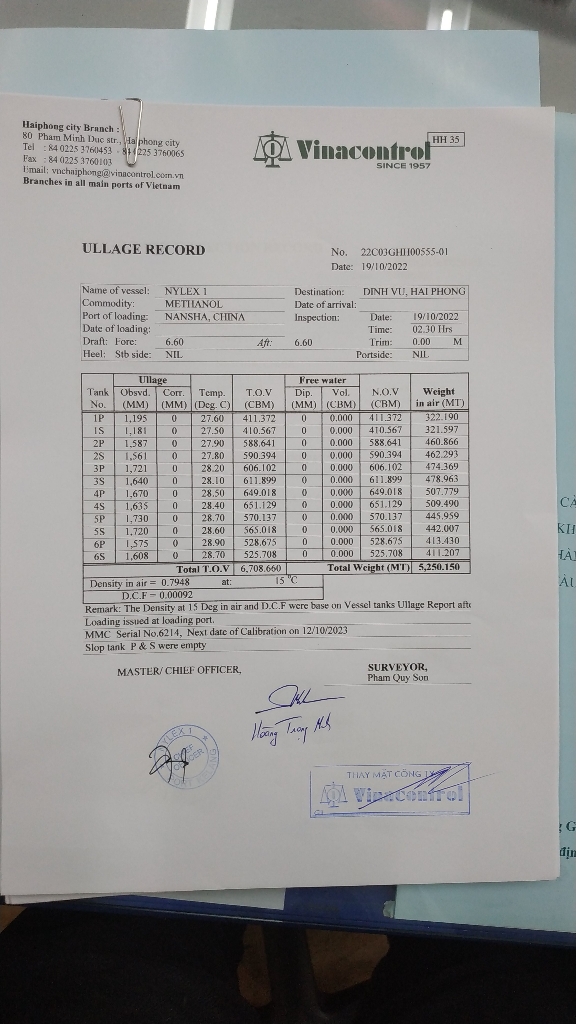 Haiphong city Branch :
80 Pham Minh Duc str., Haiphong city
Tel : 84 0225 3760453 - 84 0225 3760065
Fax : 84 0225 3760103
Email: vnchaiphong@vinacontrol.com.vn
Branches in all main ports of Vietnam
Vinacontrol
SINCE 1957
HH 35
ULLAGE RECORD
No. 22C03GHH00555-01
Date: 19/10/2022
Name of vessel: NYLEX 1 Destination: DINH VU, HAI PHONG
Commodity: METHANOL Date of arrival:
Port of loading: NANSHA, CHINA Inspection: Date: 19/10/2022
Date of loading: Time: 02.30 Hrs
Draft: Fore: 6.60 Aft: 6.60 Trim: 0.00 M
Heel: Stb side: NIL Portside: NIL
Ullage Free water
Tank Obsvd. Corr. Temp. T.O.V Dip. Vol. N.O.V Weight
No. (MM) (MM) (Deg. C) (CBM) (MM) (CBM) (CBM) in air (MT)
1P 1,195 0 27.60 411.372 0 0.000 411.372 322.190
1S 1,181 0 27.50 410.567 0 0.000 410.567 321.597
2P 1,587 0 27.90 588.641 0 0.000 588.641 460.866
2S 1,561 0 27.80 590.394 0 0.000 590.394 462.293
3P 1,721 0 28.20 606.102 0 0.000 606.102 474.369
3S 1,640 0 28.10 611.899 0 0.000 611.899 478.963
4P 1,670 0 28.50 649.018 0 0.000 649.018 507.779
4S 1,635 0 28.40 651.129 0 0.000 651.129 509.490
5P 1,730 0 28.70 570.137 0 0.000 570.137 445.959
5S 1,720 0 28.60 565.018 0 0.000 565.018 442.007
6P 1,575 0 28.90 528.675 0 0.000 528.675 413.430
6S 1,608 0 28.70 525.708 0 0.000 525.708 411.207
Total T.O.V 6,708.660 Total Weight (MT) 5,250.150
Density in air = 0.7948 at: 15 °C
D.C.F = 0.00092
Remark: The Density at 15 Deg in air and D.C.F were base on Vessel tanks Ullage Report afte
Loading issued at loading port.
MMC Serial No.6214, Next date of Calibration on 12/10/2023
Slop tank P & S were empty
MASTER/ CHIEF OFFICER,
SURVEYOR,
Pham Quy Son
Hoàng Trọng Minh
NYLEX 1
CHIEF
OFFICER
THAY MẶT CÔNG TY
Vinacontrol